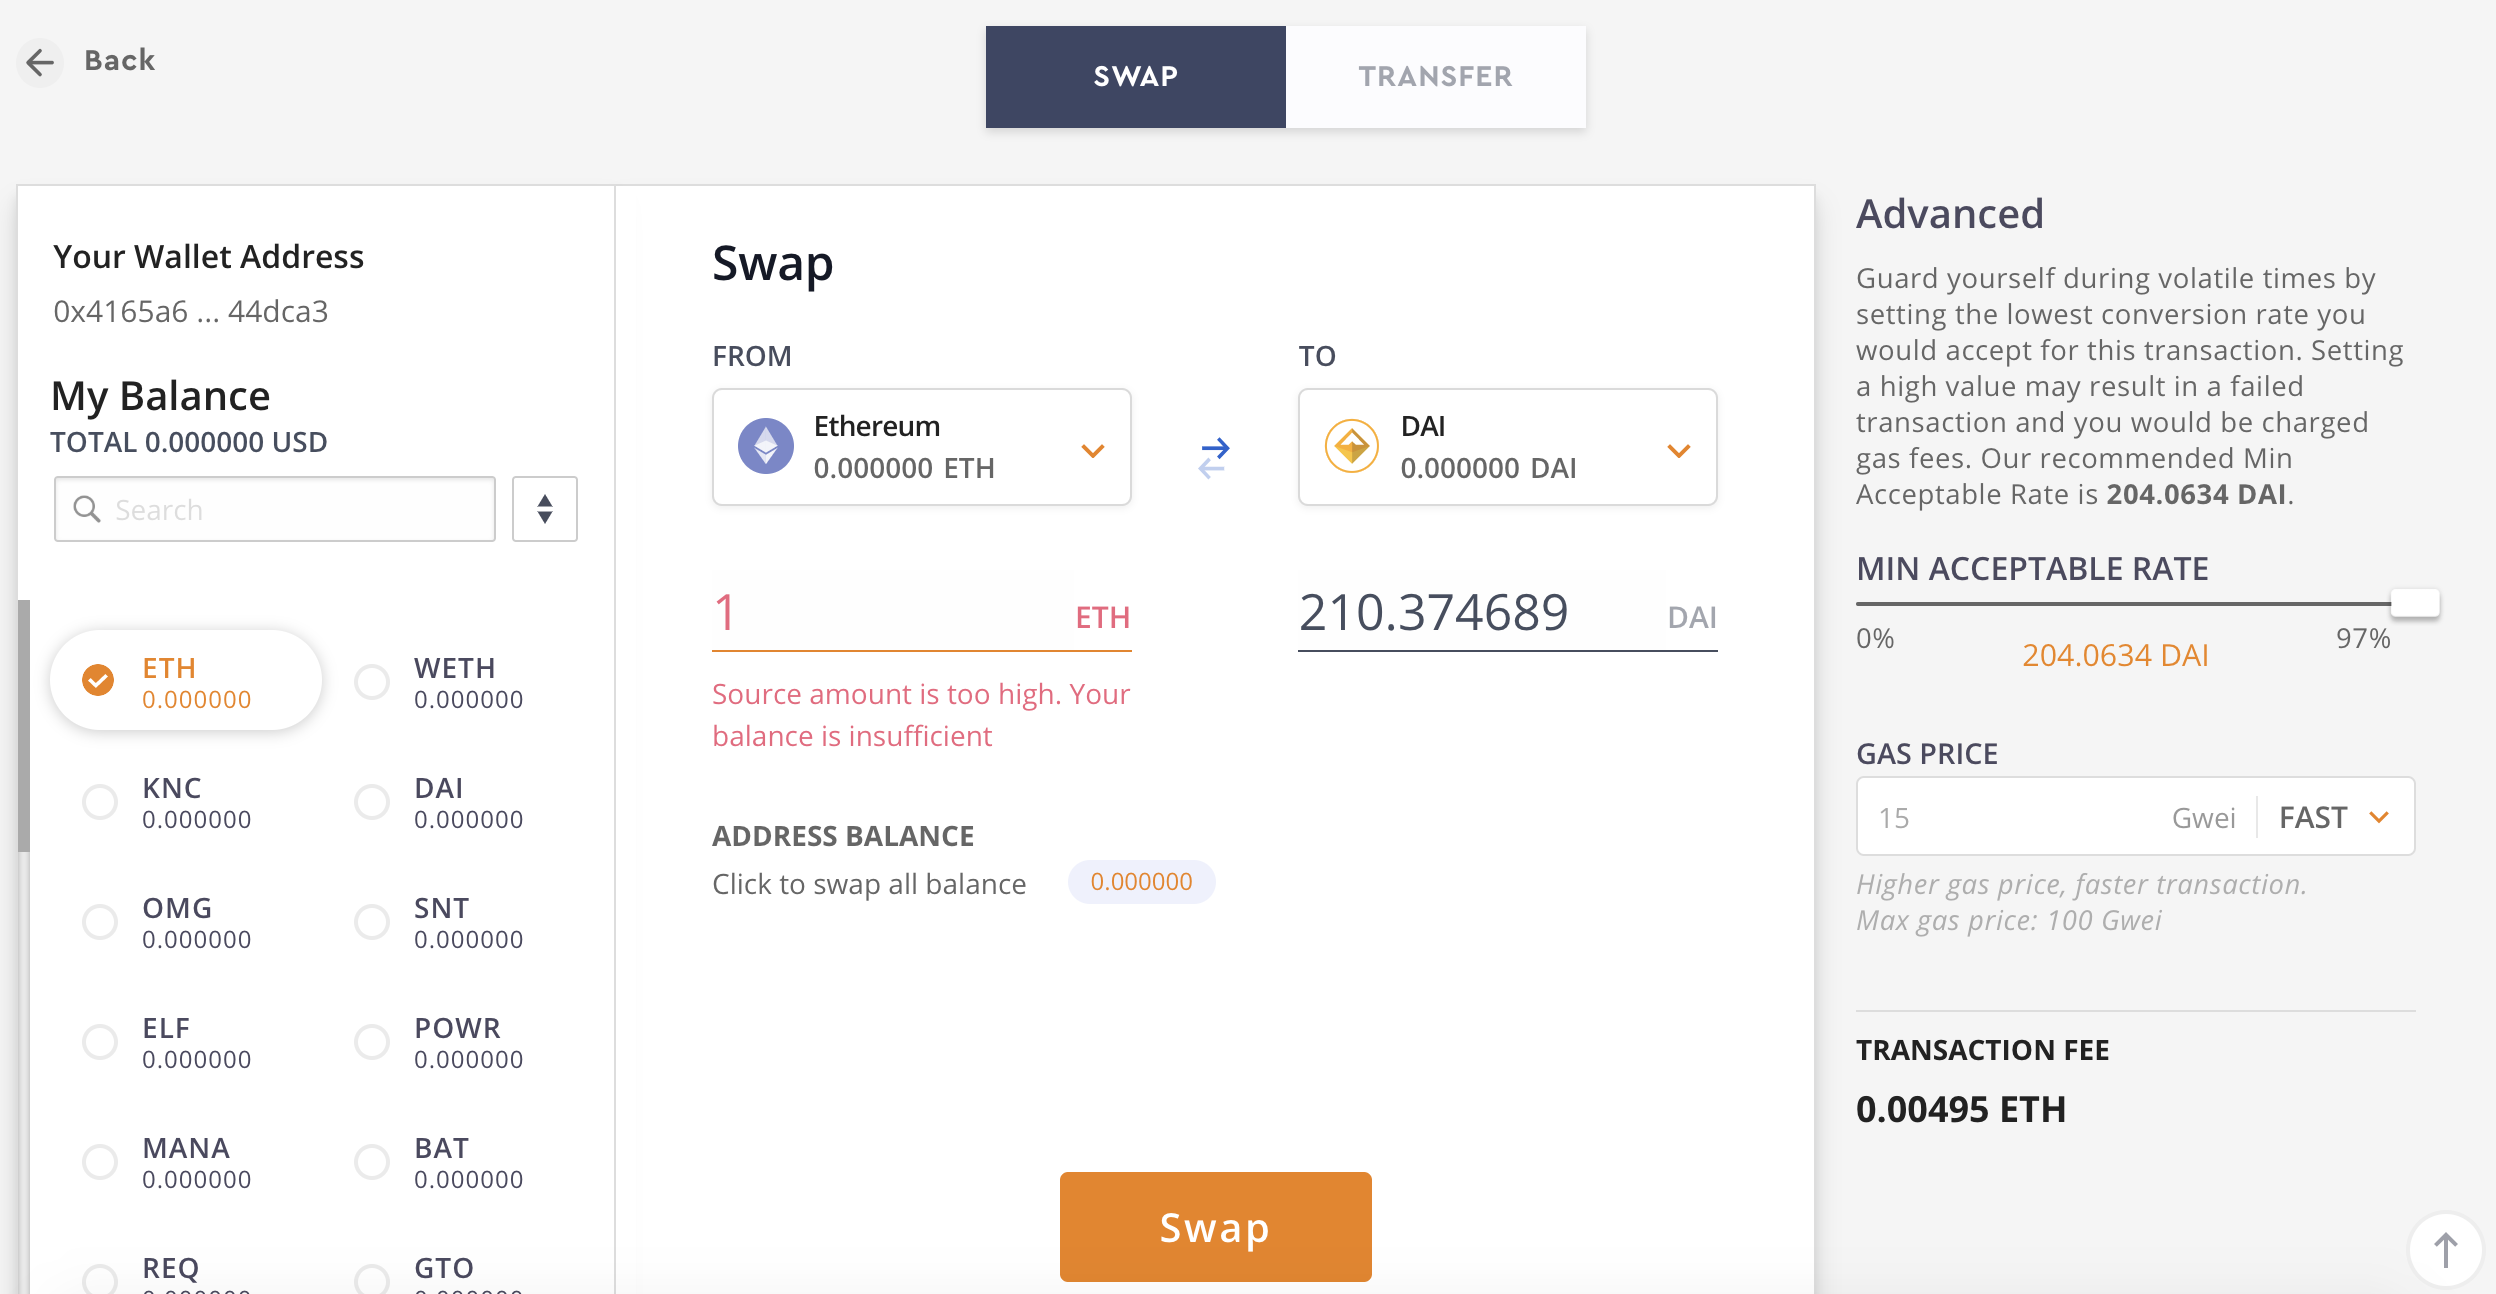 Back
SWAP
TRANSFER
Your Wallet Address
0x4165a6 ... 44dca3
My Balance
TOTAL 0.000000 USD
Search
ETH
0.000000
WETH
0.000000
KNC
0.000000
DAI
0.000000
OMG
0.000000
SNT
0.000000
ELF
0.000000
POWR
0.000000
MANA
0.000000
BAT
0.000000
REQ
GTO
Swap
FROM
Ethereum
0.000000 ETH
TO
DAI
0.000000 DAI
1 ETH
210.374689 DAI
Source amount is too high. Your
balance is insufficient
ADDRESS BALANCE
Click to swap all balance 0.000000
Swap
Advanced
Guard yourself during volatile times by
setting the lowest conversion rate you
would accept for this transaction. Setting
a high value may result in a failed
transaction and you would be charged
gas fees. Our recommended Min
Acceptable Rate is 204.0634 DAI.
MIN ACCEPTABLE RATE
0% 204.0634 DAI 97%
GAS PRICE
15 Gwei FAST
Higher gas price, faster transaction.
Max gas price: 100 Gwei
TRANSACTION FEE
0.00495 ETH